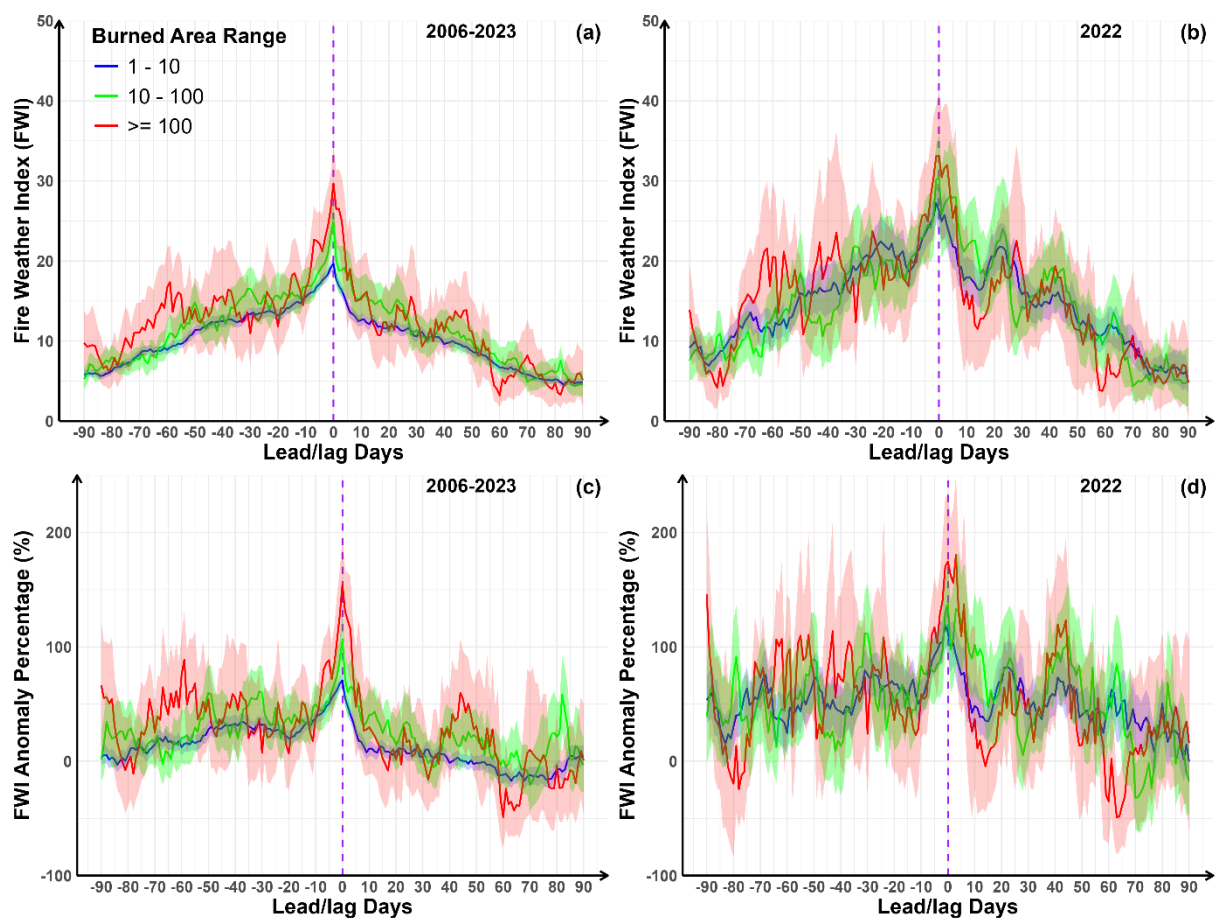 2006-2023 (a)
Burned Area Range
1 - 10
10 - 100
>= 100
Fire Weather Index (FWI)
50
40
30
20
10
0
-90 -80 -70 -60 -50 -40 -30 -20 -10 0 10 20 30 40 50 60 70 80 90
Lead/lag Days
2022 (b)
Fire Weather Index (FWI)
50
40
30
20
10
0
-90 -80 -70 -60 -50 -40 -30 -20 -10 0 10 20 30 40 50 60 70 80 90
Lead/lag Days
2006-2023 (c)
FWI Anomaly Percentage (%)
200
100
0
-100
-90 -80 -70 -60 -50 -40 -30 -20 -10 0 10 20 30 40 50 60 70 80 90
Lead/lag Days
2022 (d)
FWI Anomaly Percentage (%)
200
100
0
-100
-90 -80 -70 -60 -50 -40 -30 -20 -10 0 10 20 30 40 50 60 70 80 90
Lead/lag Days